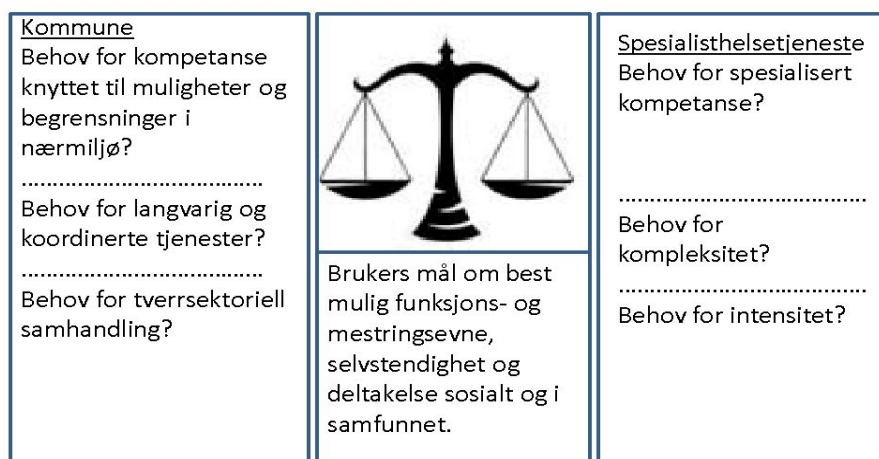 Kommune
Behov for kompetanse
knyttet til muligheter og
begrensninger i
nærmiljø?
......................................
Behov for langvarig og
koordinerte tjenester?
......................................
Behov for tverrsektoriell
samhandling?
Brukers mål om best
mulig funksjons- og
mestringsevne,
selvstendighet og
deltakelse sosialt og i
samfunnet.
Spesialisthelsetjeneste
Behov for spesialisert
kompetanse?
.......................................
Behov for
kompleksitet?
.......................................
Behov for intensitet?